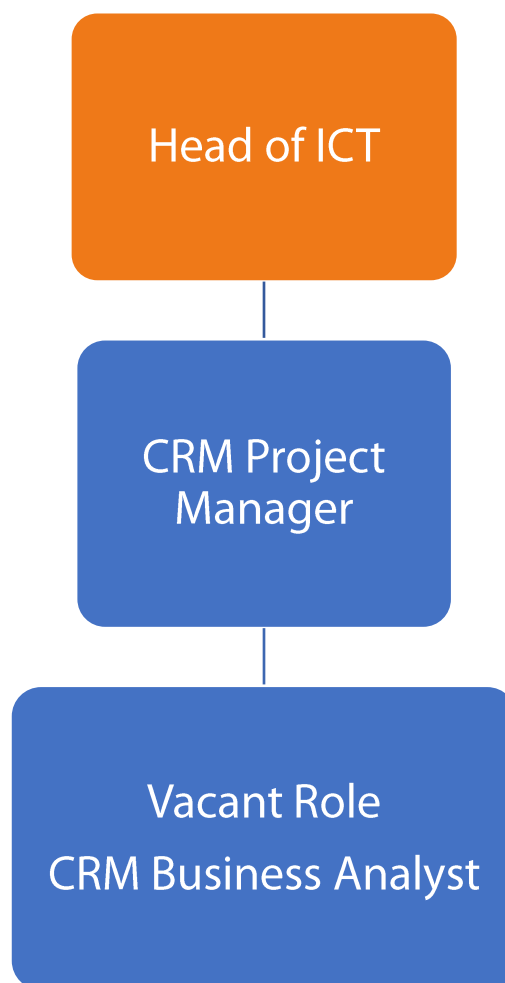 Head of ICT
CRM Project
Manager
Vacant Role
CRM Business Analyst